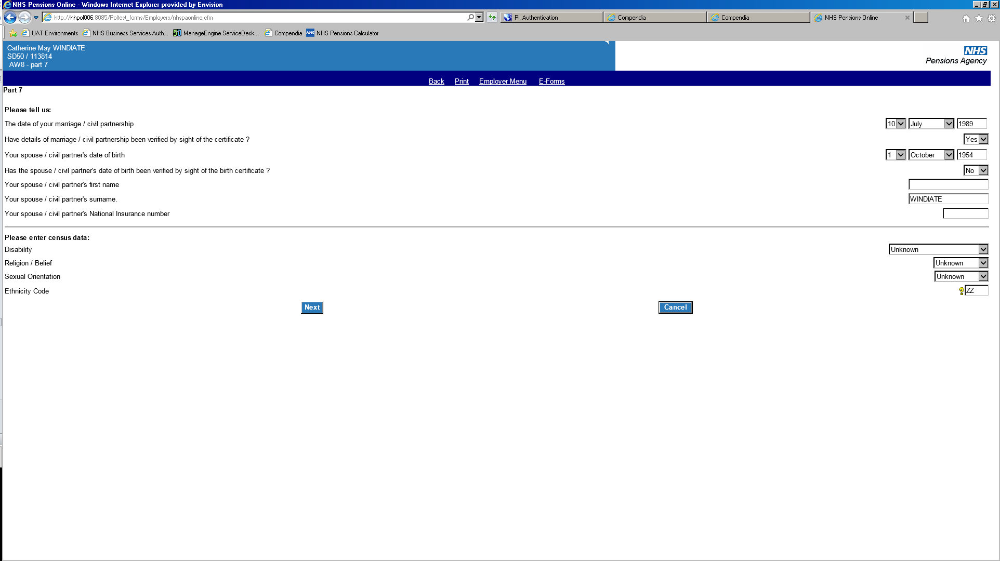 NHS Pensions Online - Windows Internet Explorer provided by Envision
http://hhpol006:8085/Poltest_forms/Employers/nhspaonline.cfm
Pi: Authentication
Compendia
Compendia
NHS Pensions Online
UAT Environments
NHS Business Services Auth...
ManageEngine ServiceDesk...
Compendia
NHS NHS Pensions Calculator
Catherine May WINDIATE
SD50 / 113814
AW8 - part 7
NHS
Pensions Agency
Back Print Employer Menu E-Forms
Part 7
Please tell us:
The date of your marriage / civil partnership 10 July 1989
Have details of marriage / civil partnership been verified by sight of the certificate ? Yes
Your spouse / civil partner's date of birth 1 October 1954
Has the spouse / civil partner's date of birth been verified by sight of the birth certificate ? No
Your spouse / civil partner's first name
Your spouse / civil partner's surname. WINDIATE
Your spouse / civil partner's National Insurance number
Please enter census data:
Disability Unknown
Religion / Belief Unknown
Sexual Orientation Unknown
Ethnicity Code ? ZZ
Next Cancel